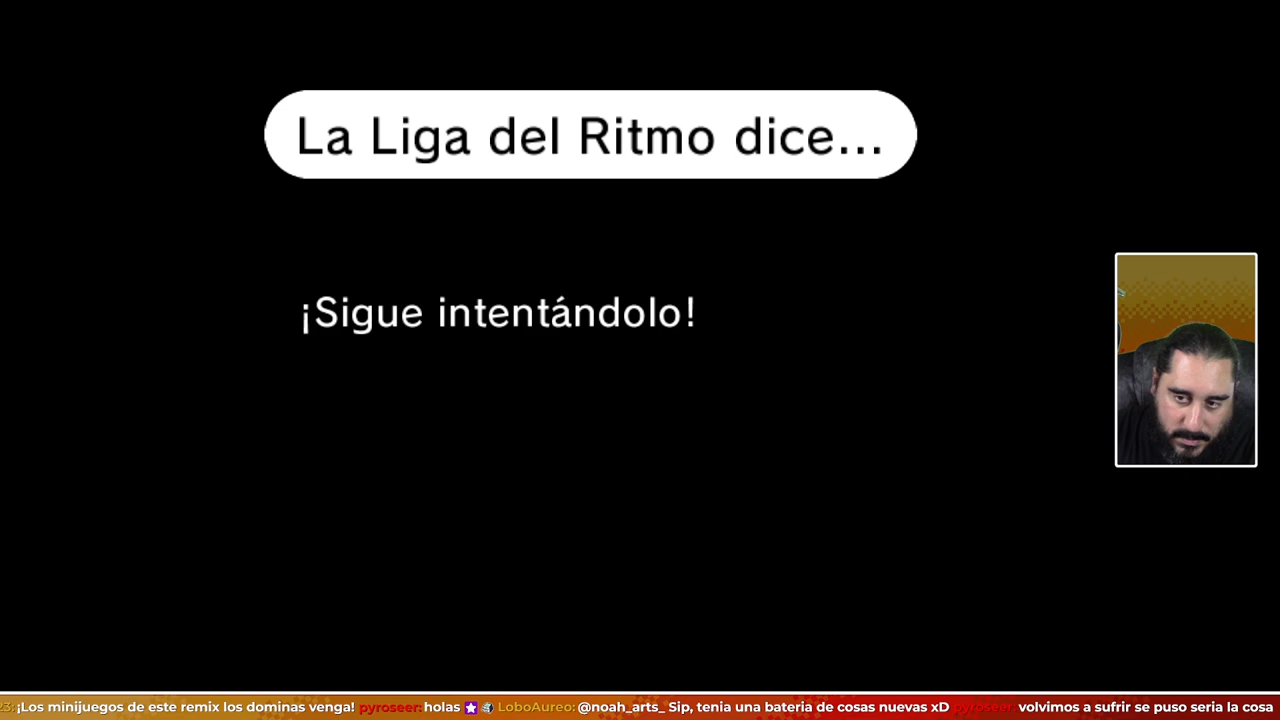 La Liga del Ritmo dice...
¡Sigue intentándolo!
23: ¡Los minijuegos de este remix los dominas venga! pyroseer: holas LoboAureo: @noah_arts_ Sip, tenia una bateria de cosas nuevas xD pyroseer: volvimos a sufrir se puso seria la cosa